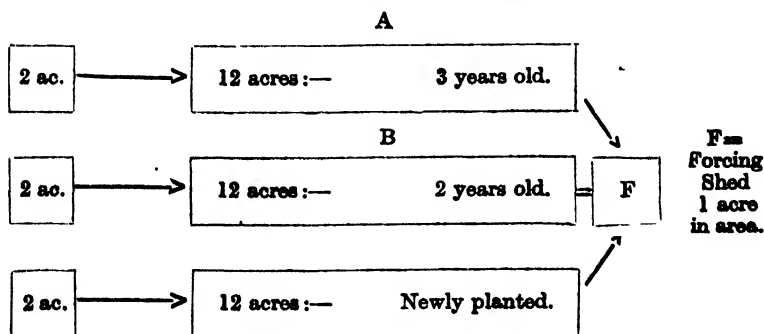 A
2 ac. 12 acres:— 3 years old.
B
2 ac. 12 acres:— 2 years old. = F
F=
Forcing
Shed
1 acre
in area.
2 ac. 12 acres:— Newly planted.